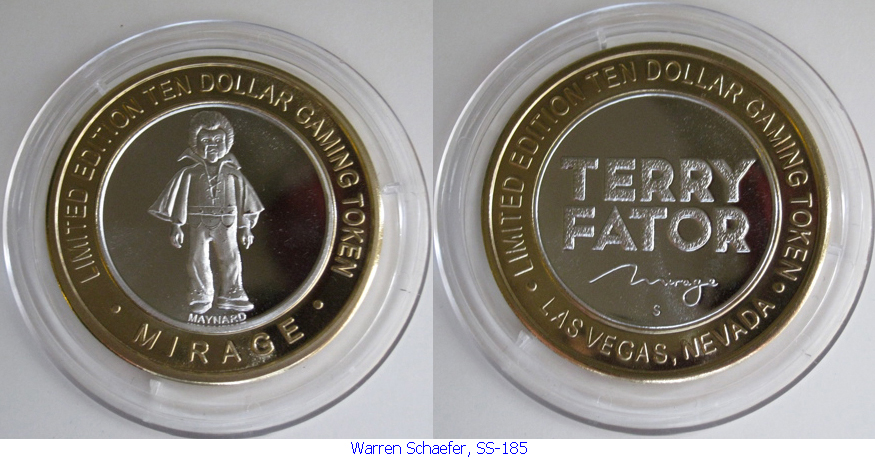 LIMITED EDITION TEN DOLLAR GAMING TOKEN
MAYNARD
• MIRAGE •
LIMITED EDITION TEN DOLLAR GAMING TOKEN
TERRY
FATOR
Mirage
S
• LAS VEGAS, NEVADA •
Warren Schaefer, SS-185